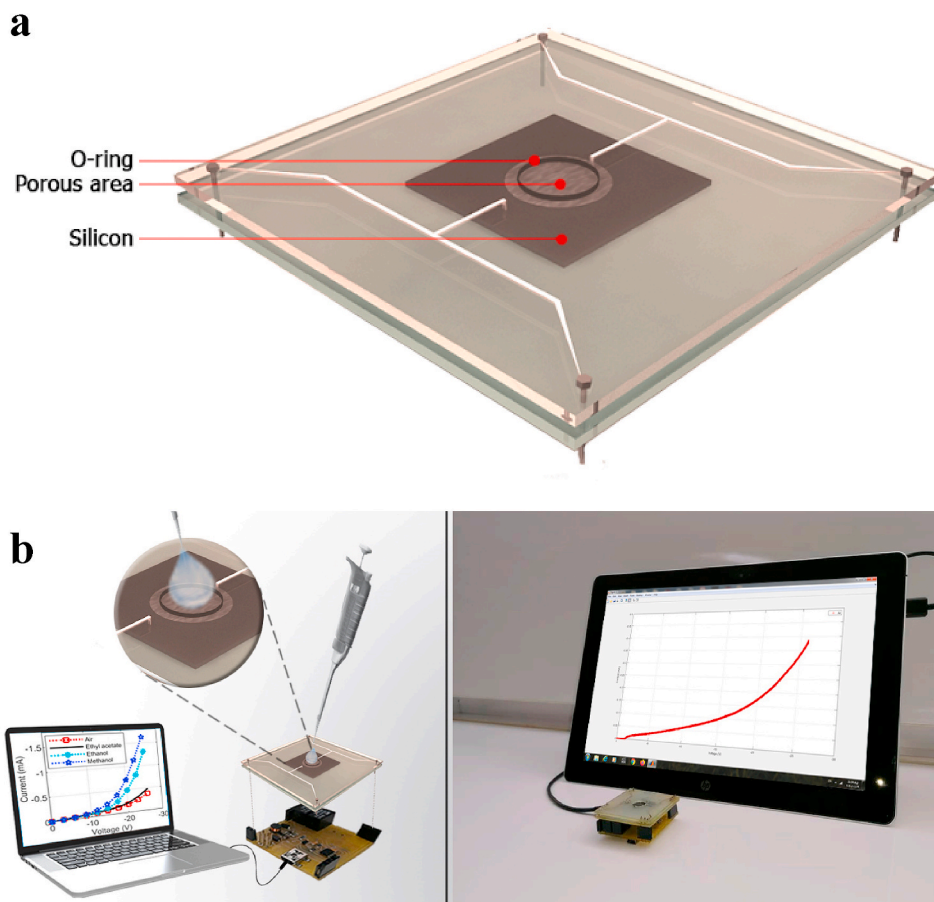 a
O-ring
Porous area
Silicon
b
Air
Ethyl acetate
Ethanol
Methanol
Current (mA)
-1.5
-1
-0.5
0
0
-10
-20
-30
Voltage (V)
hp